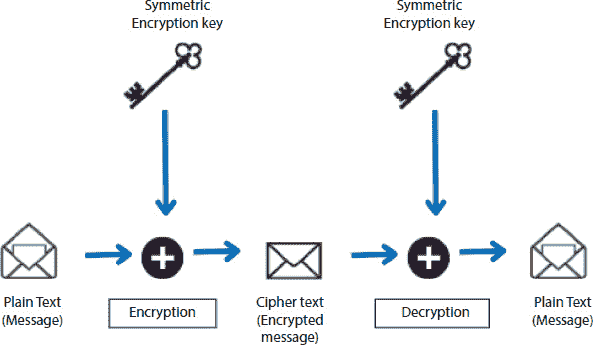 Symmetric
Encryption key
Symmetric
Encryption key
Plain Text
(Message)
Encryption
Cipher text
(Encrypted
message)
Decryption
Plain Text
(Message)